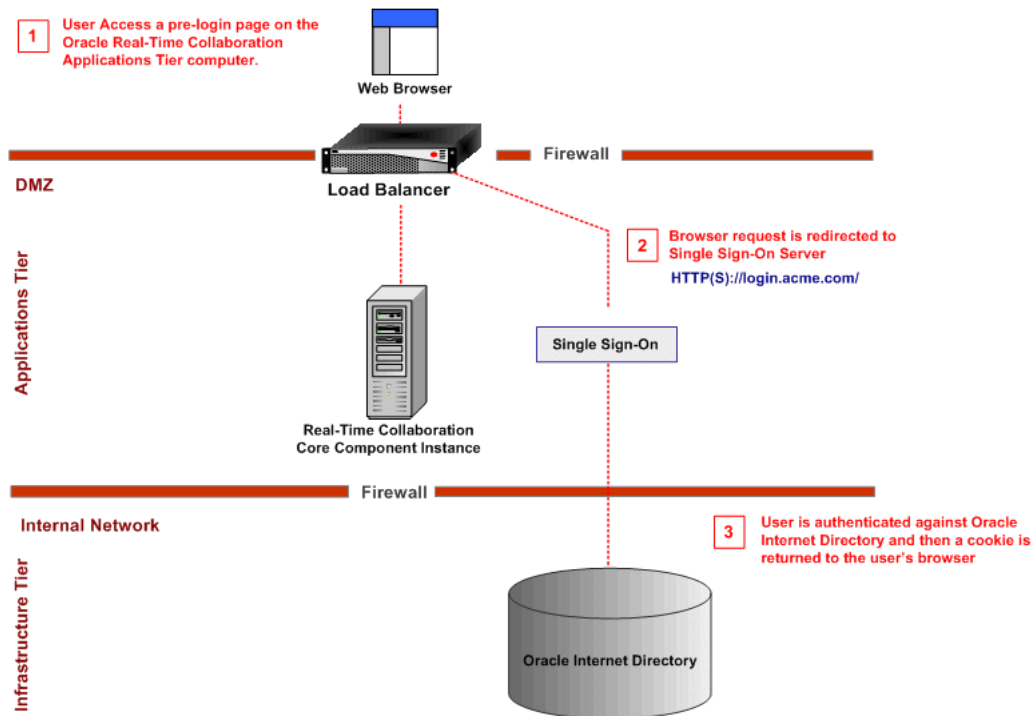 1
User Access a pre-login page on the
Oracle Real-Time Collaboration
Applications Tier computer.
Web Browser
Firewall
DMZ
Load Balancer
2
Browser request is redirected to
Single Sign-On Server
HTTP(S)://login.acme.com/
Applications Tier
Single Sign-On
Real-Time Collaboration
Core Component Instance
Firewall
Internal Network
3
User is authenticated against Oracle
Internet Directory and then a cookie is
returned to the user's browser
Infrastructure Tier
Oracle Internet Directory